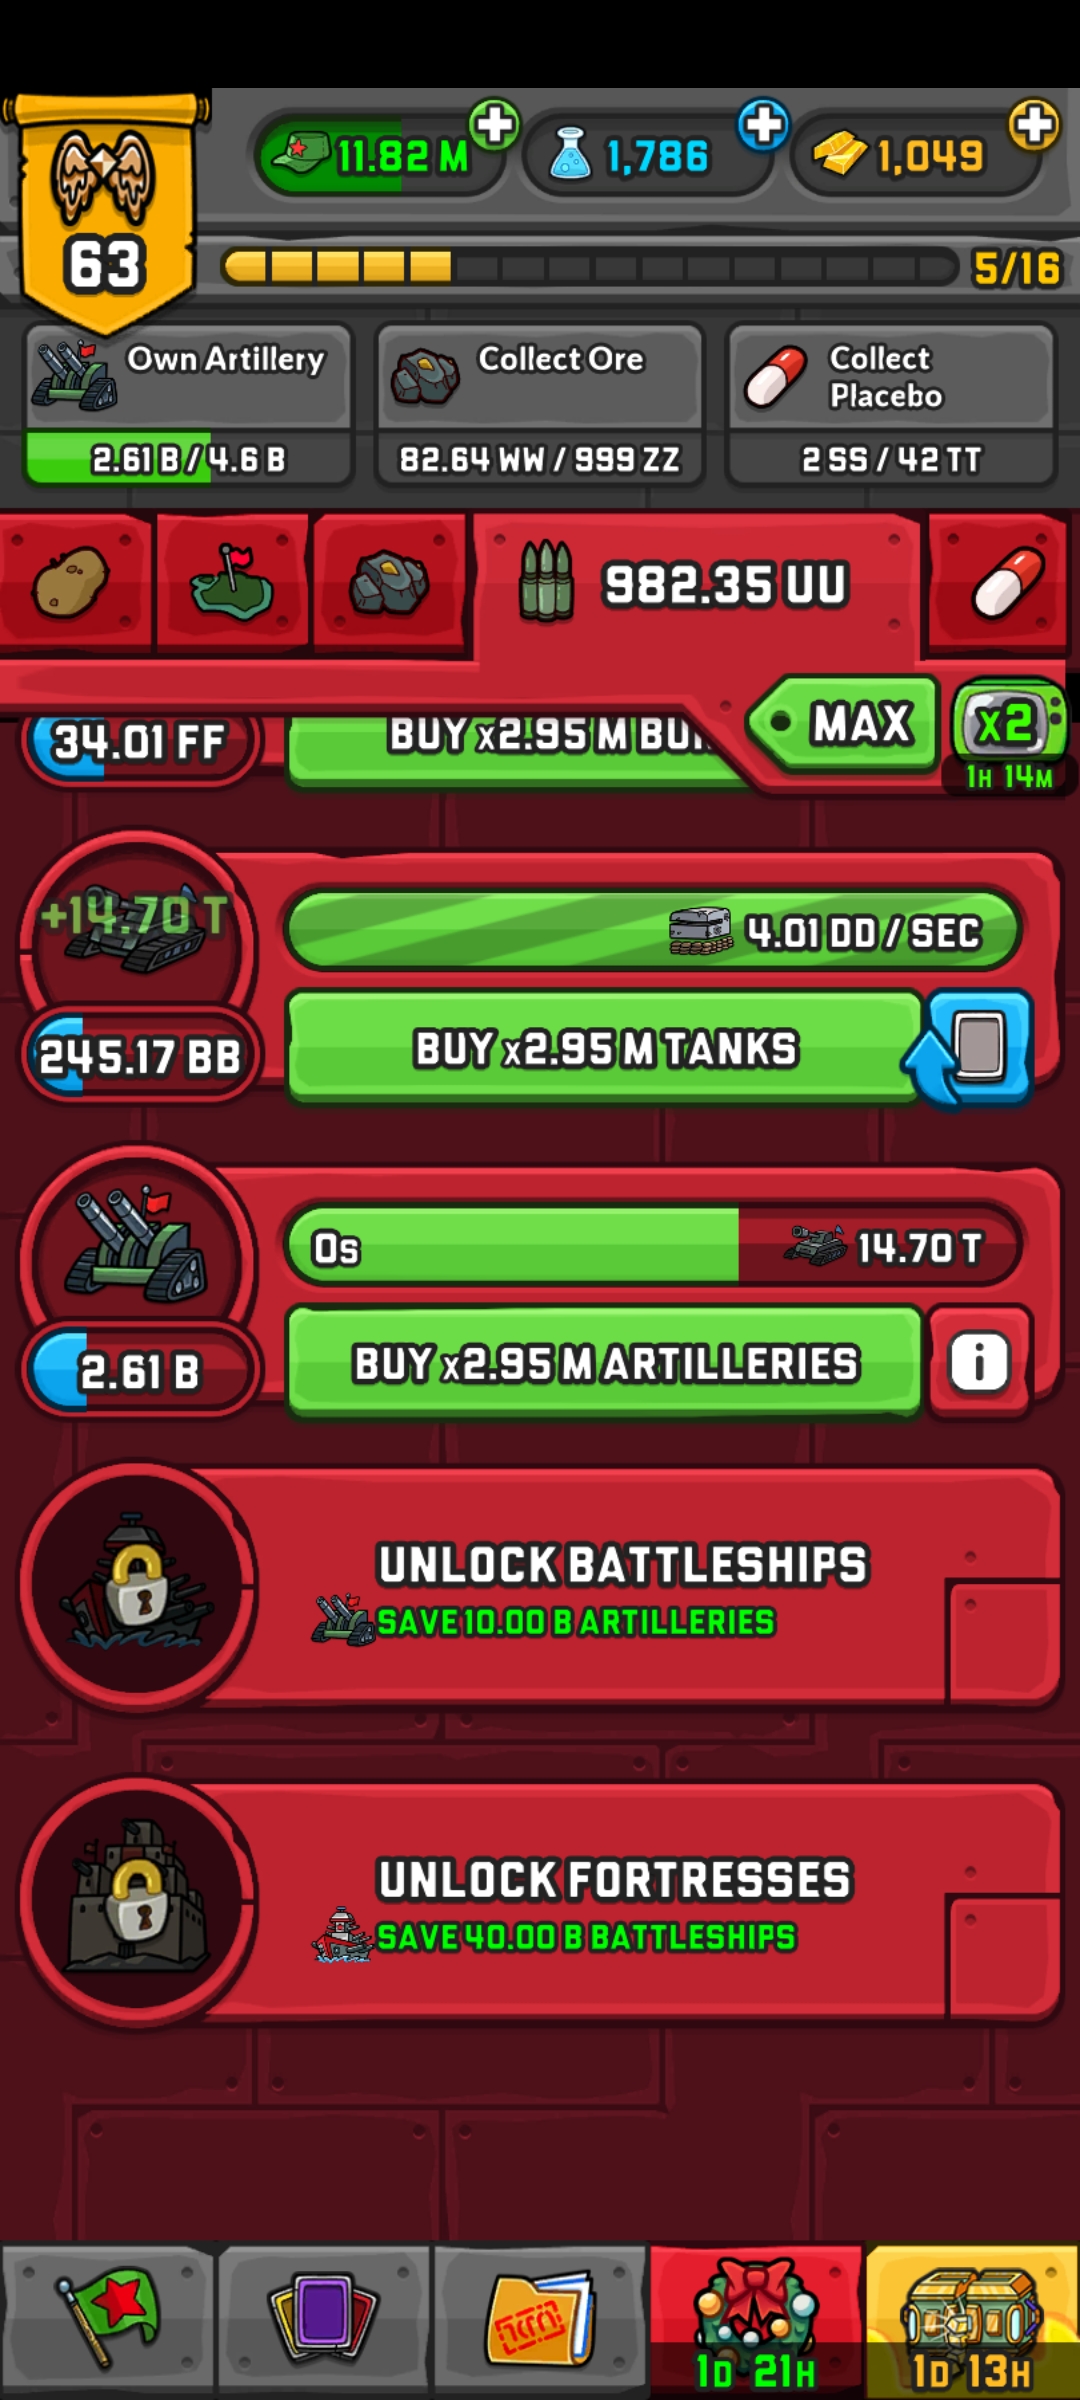 11.82 M
1,786
1,049
63
5/16
Own Artillery
2.61 B / 4.6 B
Collect Ore
82.64 WW / 999 ZZ
Collect
Placebo
2 SS / 42 TT
982.35 UU
MAX
x2
1H 14M
34.01 FF
BUY x2.95 M
+14.70 T
4.01 DD / SEC
245.17 BB
BUY x2.95 M TANKS
0s
14.70 T
2.61 B
BUY x2.95 M ARTILLERIES
i
UNLOCK BATTLESHIPS
SAVE 10.00 B ARTILLERIES
UNLOCK FORTRESSES
SAVE 40.00 B BATTLESHIPS
1D 21H
1D 13H